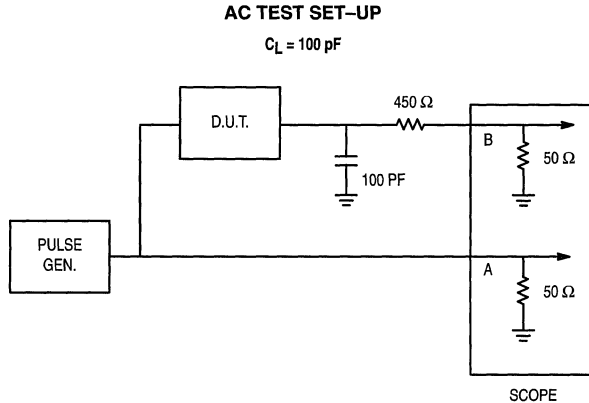 AC TEST SET–UP
CL = 100 pF
D.U.T.
450 Ω
B
50 Ω
100 PF
PULSE
GEN.
A
50 Ω
SCOPE